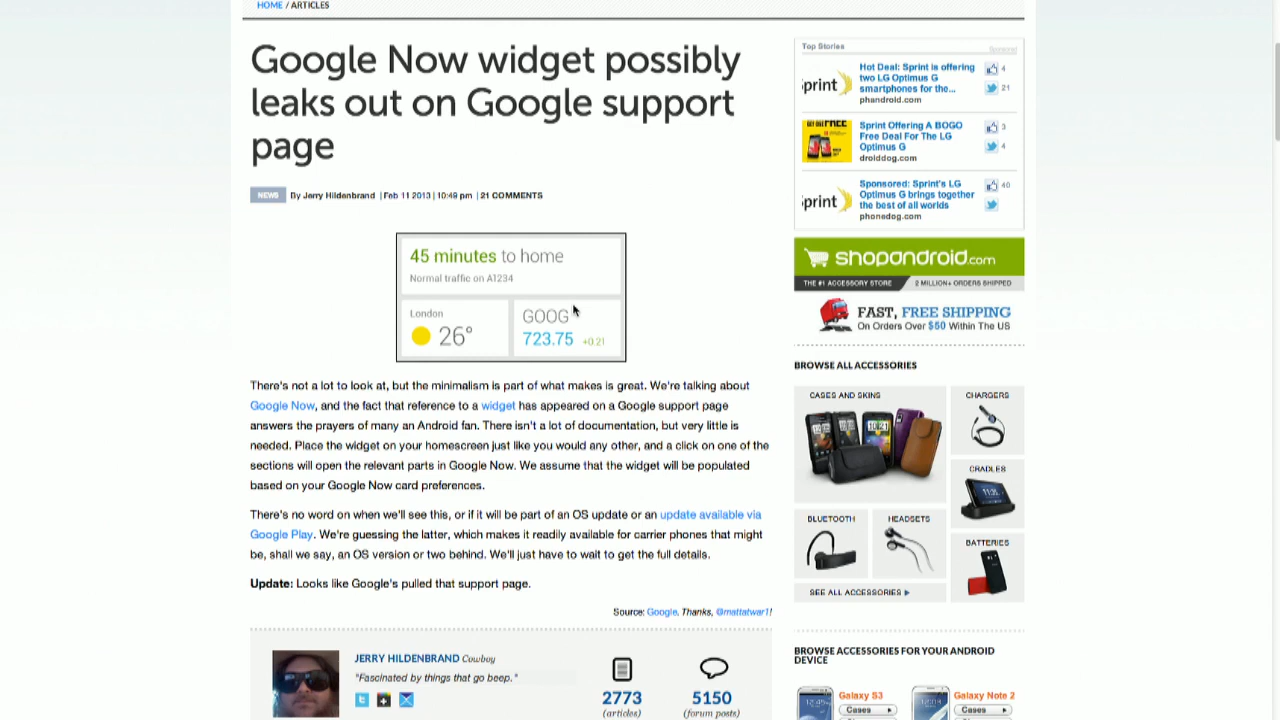 HOME / ARTICLES
Google Now widget possibly
leaks out on Google support
page
NEWS By Jerry Hildenbrand | Feb 11 2013 | 10:49 pm | 21 COMMENTS
45 minutes to home
Normal traffic on A1234
London
26°
GOOG
723.75 +0.21
There's not a lot to look at, but the minimalism is part of what makes is great. We're talking about
Google Now, and the fact that reference to a widget has appeared on a Google support page
answers the prayers of many an Android fan. There isn't a lot of documentation, but very little is
needed. Place the widget on your homescreen just like you would any other, and a click on one of the
sections will open the relevant parts in Google Now. We assume that the widget will be populated
based on your Google Now card preferences.
There's no word on when we'll see this, or if it will be part of an OS update or an update available via
Google Play. We're guessing the latter, which makes it readily available for carrier phones that might
be, shall we say, an OS version or two behind. We'll just have to wait to get the full details.
Update: Looks like Google's pulled that support page.
Source: Google. Thanks, @mattatwar1!
JERRY HILDENBRAND Cowboy
"Fascinated by things that go beep."
2773
(articles)
5150
(forum posts)
Top Stories
Sponsored
Hot Deal: Sprint is offering
two LG Optimus G
smartphones for the...
phandroid.com
4
21
Sprint Offering A BOGO
Free Deal For The LG
Optimus G
droiddog.com
3
4
Sponsored: Sprint's LG
Optimus G brings together
the best of all worlds
phonedog.com
40
shopandroid.com
THE #1 ACCESSORY STORE 2 MILLION+ ORDERS SHIPPED
FAST, FREE SHIPPING
On Orders Over $50 Within The US
BROWSE ALL ACCESSORIES
CASES AND SKINS
CHARGERS
CRADLES
BLUETOOTH
HEADSETS
BATTERIES
SEE ALL ACCESSORIES
BROWSE ACCESSORIES FOR YOUR ANDROID
DEVICE
Galaxy S3
Cases
Galaxy Note 2
Cases